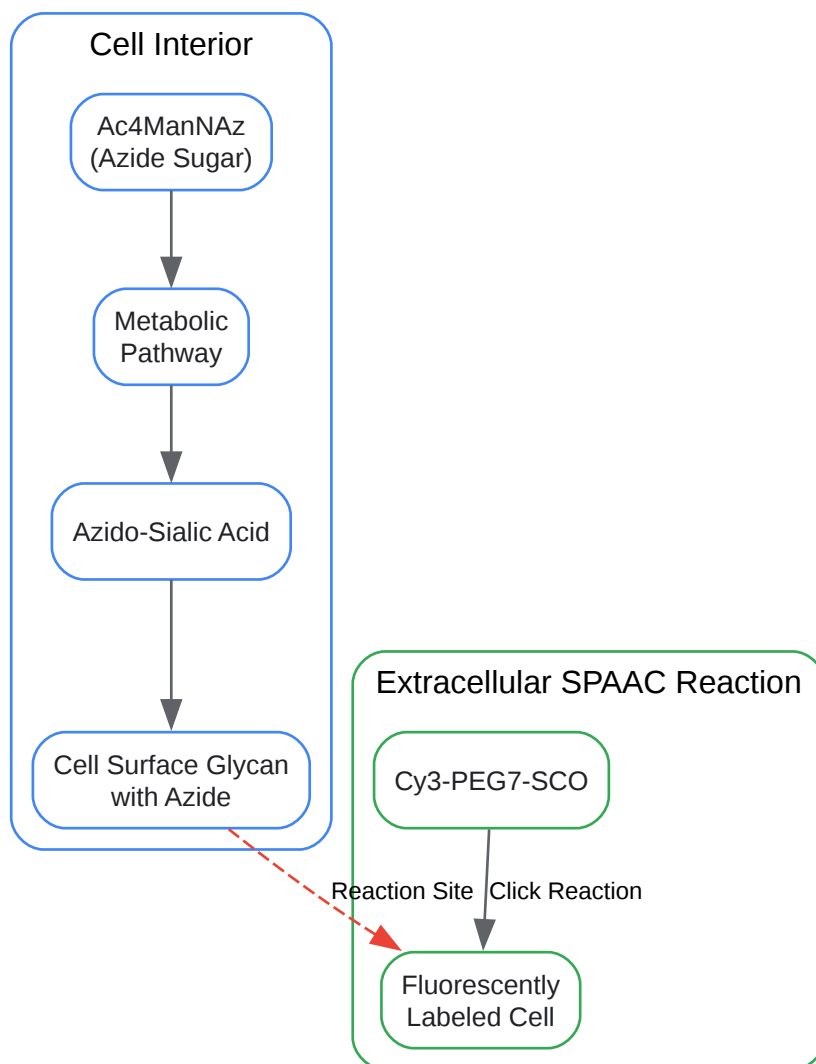 Cell Interior
Ac4ManNAz
(Azide Sugar)
Metabolic
Pathway
Azido-Sialic Acid
Cell Surface Glycan
with Azide
Extracellular SPAAC Reaction
Cy3-PEG7-SCO
Reaction Site
Click Reaction
Fluorescently
Labeled Cell